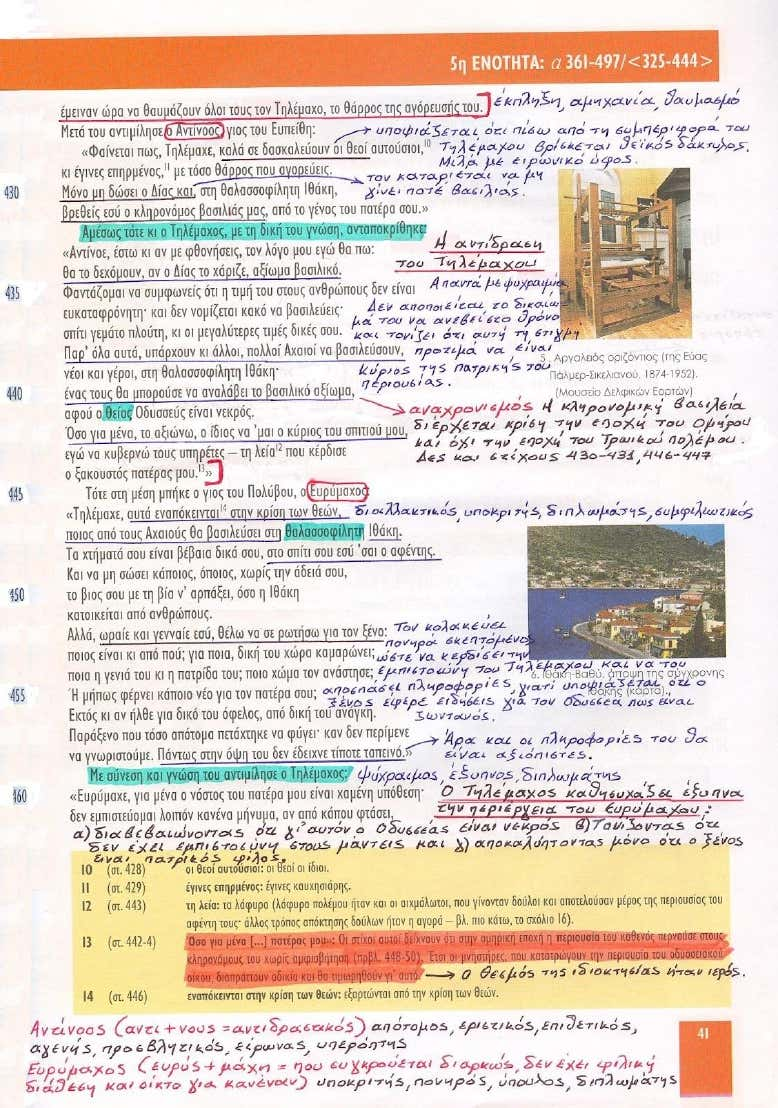 5η ΕΝΟΤΗΤΑ: α 361-497/<325-444>
έμειναν ώρα να θαυμάζουν όλοι τους τον Τηλέμαχο, το θάρρος της αγόρευσής του. έκπληξη, αμηχανία, θαυμασμό
Μετά του αντιμίλησε ο Αντίνοος, γιος του Ευπείθη:
υποψιάζεται ότι πίσω από τη συμπεριφορά του
Τηλεμάχου βρίσκεται θεϊκός δάκτυλος.
Μιλά με ειρωνικό ύφος.
«Φαίνεται πως, Τηλέμαχε, καλά σε δασκαλεύουν οι θεοί αυτούσιοι,10
κι έγινες επηρμένος,11 με τόσο θάρρος που αγορεύεις.
τον καταριέται να μη
γίνει ποτέ βασιλιάς.
430 Μόνο μη δώσει ο Δίας και, στη θαλασσοφίλητη Ιθάκη,
βρεθείς εσύ ο κληρονόμος βασιλιάς μας, από το γένος του πατέρα σου.»
Αμέσως τότε κι ο Τηλέμαχος, με τη δική του γνώση, ανταποκρίθηκε:
Η αντίδραση
του Τηλέμαχου
«Αντίνοε, έστω κι αν με φθονήσεις, τον λόγο μου εγώ θα πω:
θα το δεχόμουν, αν ο Δίας το χάριζε, αξίωμα βασιλικό.
435 Φαντάζομαι να συμφωνείς ότι η τιμή του στους ανθρώπους δεν είναι
ευκαταφρόνητη· και δεν νομίζεται κακό να βασιλεύεις·
σπίτι γεμάτο πλούτη, κι οι μεγαλύτερες τιμές δικές σου.
Παρ' όλα αυτά, υπάρχουν κι άλλοι, πολλοί Αχαιοί να βασιλεύσουν,
νέοι και γέροι, στη θαλασσοφίλητη Ιθάκη·
440 ένας τους θα μπορούσε να αναλάβει το βασιλικό αξίωμα,
αφού ο θείος Οδυσσεύς είναι νεκρός.
Όσο για μένα, το αξιώνω, ο ίδιος να 'μαι ο κύριος του σπιτιού μου,
εγώ να κυβερνώ τους υπηρέτες – τη λεία12 που κέρδισε
ο ξακουστός πατέρας μου.13»
Απαντά με ψυχραιμία
Δεν αποποιείται το δικαίω-
μά του να ανεβεί στο θρόνο
και τονίζει ότι αυτή τη στιγμή
προτιμά να είναι
κύριος της πατρικής του
περιουσίας.
5. Αργαλειός οριζόντιος (της Εύας
Πάλμερ-Σικελιανού, 1874-1952).
(Μουσείο Δελφικών Εορτών)
αναχρονισμός Η κληρονομική βασιλεία
διέρχεται κρίση την εποχή του Ομήρου
και όχι την εποχή του Τρωικού πολέμου.
Δες και στίχους 430-431, 446-447
445 Τότε στη μέση μπήκε ο γιος του Πολύβου, ο Ευρύμαχος:
«Τηλέμαχε, αυτά εναπόκεινται14 στην κρίση των θεών, διαλλακτικός, υποκριτής, διπλωμάτης, συμφιλιωτικός
ποιος από τους Αχαιούς θα βασιλεύσει στη θαλασσοφίλητη Ιθάκη.
Τα χτήματά σου είναι βέβαια δικά σου, στο σπίτι σου εσύ 'σαι ο αφέντης.
Και να μη σώσει κάποιος, όποιος, χωρίς την άδειά σου,
450 το βιος σου με τη βία ν' αρπάξει, όσο η Ιθάκη
κατοικείται από ανθρώπους.
Αλλά, ωραίε και γενναίε εσύ, θέλω να σε ρωτήσω για τον ξένο:
ποιος είναι κι από πού; για ποια, δική του χώρα καμαρώνει;
ποια η γενιά του κι η πατρίδα του; ποιο χώμα τον ανάστησε;
455 Ή μήπως φέρνει κάποιο νέο για τον πατέρα σου;
Εκτός κι αν ήλθε για δικό του όφελος, από δική του ανάγκη.
Παράξενο που τόσο απότομα πετάχτηκε να φύγει· καν δεν περίμενε
να γνωριστούμε. Πάντως στην όψη του δεν έδειχνε τίποτε ταπεινό.»
Τον κολακεύει
πονηρά σκεπτόμενος
ώστε να κερδίσει την
εμπιστοσύνη του Τηλεμάχου και να του
αποσπάσει πληροφορίες, γιατί υποψιάζεται ότι ο
ξένος έφερε ειδήσεις για τον Οδυσσέα πως είναι
ζωντανός.
6. Ιθάκη-Βαθύ, άποψη της σύγχρονης
Ιθάκης (κάρτα).
Άρα και οι πληροφορίες του θα
είναι αξιόπιστες.
Με σύνεση και γνώση του αντιμίλησε ο Τηλέμαχος: ψύχραιμος, έξυπνος, διπλωμάτης
460 «Ευρύμαχε, για μένα ο νόστος του πατέρα μου είναι χαμένη υπόθεση·
δεν εμπιστεύομαι λοιπόν κανένα μήνυμα, αν από κάπου φτάσει,
Ο Τηλέμαχος καθησυχάζει έξυπνα
την περιέργεια του Ευρύμαχου:
α) διαβεβαιώνοντας ότι γι' αυτόν ο Οδυσσέας είναι νεκρός β) Τονίζοντας ότι
δεν έχει εμπιστοσύνη στους μάντεις και γ) αποκαλύπτοντας μόνο ότι ο ξένος
είναι πατρικός φίλος.
10 (στ. 428) οι θεοί αυτούσιοι: οι θεοί οι ίδιοι.
11 (στ. 429) έγινες επηρμένος: έγινες καυχησιάρης.
12 (στ. 443) τη λεία: τα λάφυρα (λάφυρα πολέμου ήταν και οι αιχμάλωτοι, που γίνονταν δούλοι και αποτελούσαν μέρος της περιουσίας του
αφέντη τους· άλλος τρόπος απόκτησης δούλων ήταν η αγορά – βλ. πιο κάτω, το σχόλιο 16).
13 (στ. 442-4) «Όσο για μένα [...] πατέρας μου»: Οι στίχοι αυτοί δείχνουν ότι στην ομηρική εποχή η περιουσία του καθενός περνούσε στους
κληρονόμους του χωρίς αμφισβήτηση (πρβλ. 448-50). Έτσι οι μνηστήρες, που κατατρώγουν την περιουσία του οδυσσειακού
οίκου, διαπράττουν αδικία και θα τιμωρηθούν γι' αυτό. ο θεσμός της ιδιοκτησίας ήταν ιερός.
14 (στ. 446) εναπόκεινται στην κρίση των θεών: εξαρτώνται από την κρίση των θεών.
Αντίνοος (αντί + νους = αντιδραστικός) απότομος, εριστικός, επιθετικός,
αγενής, προσβλητικός, είρωνας, υπερόπτης
Ευρύμαχος (ευρύς + μάχη = που συγκρούεται διαρκώς, δεν έχει φιλική
διάθεση και οίκτο για κανέναν) υποκριτής, πονηρός, ύπουλος, διπλωμάτης
41